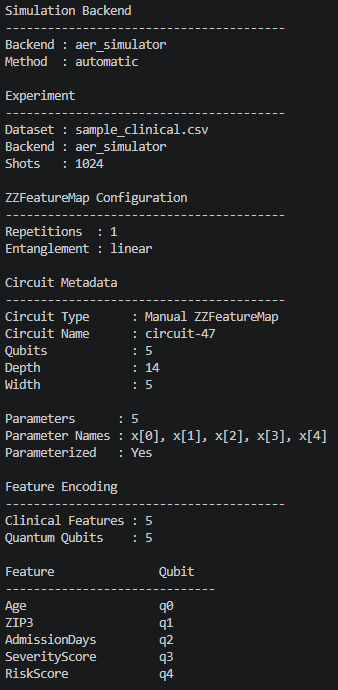 Simulation Backend
----------------------------------------
Backend : aer_simulator
Method  : automatic

Experiment
----------------------------------------
Dataset : sample_clinical.csv
Backend : aer_simulator
Shots   : 1024

ZZFeatureMap Configuration
----------------------------------------
Repetitions  : 1
Entanglement : linear

Circuit Metadata
----------------------------------------
Circuit Type      : Manual ZZFeatureMap
Circuit Name      : circuit-47
Qubits            : 5
Depth             : 14
Width             : 5

Parameters      : 5
Parameter Names : x[0], x[1], x[2], x[3], x[4]
Parameterized   : Yes

Feature Encoding
----------------------------------------
Clinical Features : 5
Quantum Qubits    : 5

Feature               Qubit
------------------------------
Age                   q0
ZIP3                  q1
AdmissionDays         q2
SeverityScore         q3
RiskScore             q4